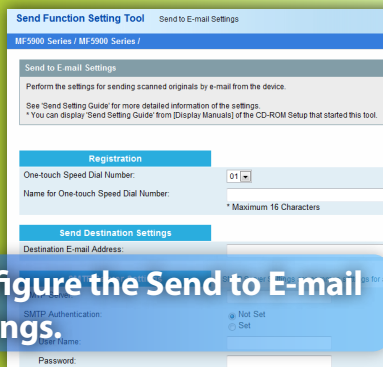 Send Function Setting Tool Send to E-mail Settings
MF5900 Series / MF5900 Series /
Send to E-mail Settings
Perform the settings for sending scanned originals by e-mail from the device.
See 'Send Setting Guide' for more detailed information of the settings.
* You can display 'Send Setting Guide' from [Display Manuals] of the CD-ROM Setup that started this tool.
Registration
One-touch Speed Dial Number: 01
Name for One-touch Speed Dial Number:
* Maximum 16 Characters
Send Destination Settings
Destination E-mail Address:
figure the Send to E-mail
SMTP Server:
SMTP Authentication: Not Set
Set
ngs.
User Name:
Password: